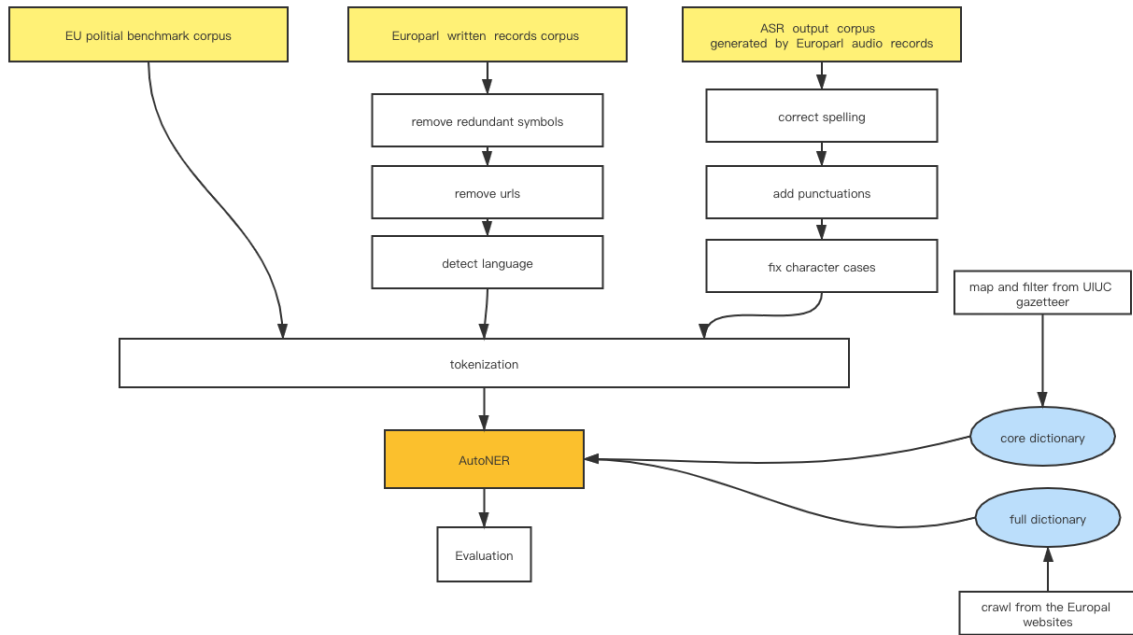 EU politial benchmark corpus
Europarl written records corpus
ASR output corpus
generated by Europarl audio records
remove redundant symbols
correct spelling
remove urls
add punctuations
detect language
fix character cases
map and filter from UIUC
gazetteer
tokenization
core dictionary
AutoNER
full dictionary
Evaluation
crawl from the Europal
websites